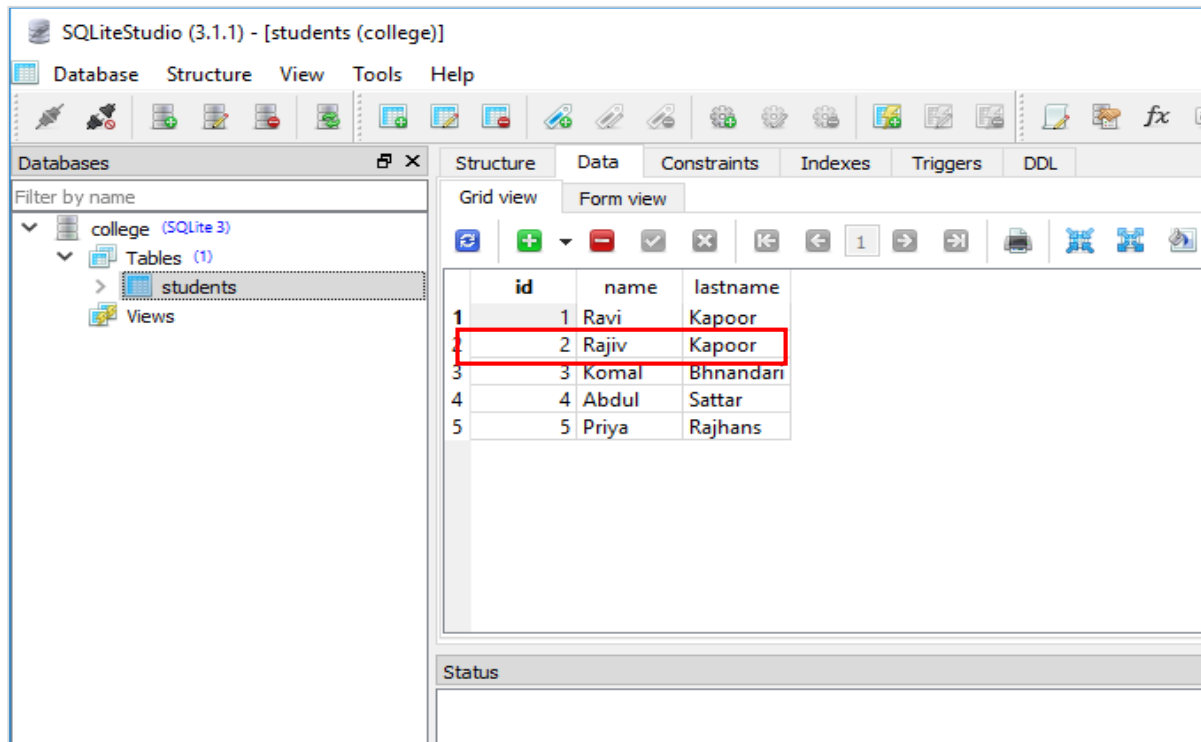 SQLiteStudio (3.1.1) - [students (college)]
Database Structure View Tools Help
fx
Databases
Filter by name
college (SQLite 3)
Tables (1)
students
Views
Structure Data Constraints Indexes Triggers DDL
Grid view Form view
1
id name lastname
1 1 Ravi Kapoor
2 2 Rajiv Kapoor
3 3 Komal Bhnandari
4 4 Abdul Sattar
5 5 Priya Rajhans
Status